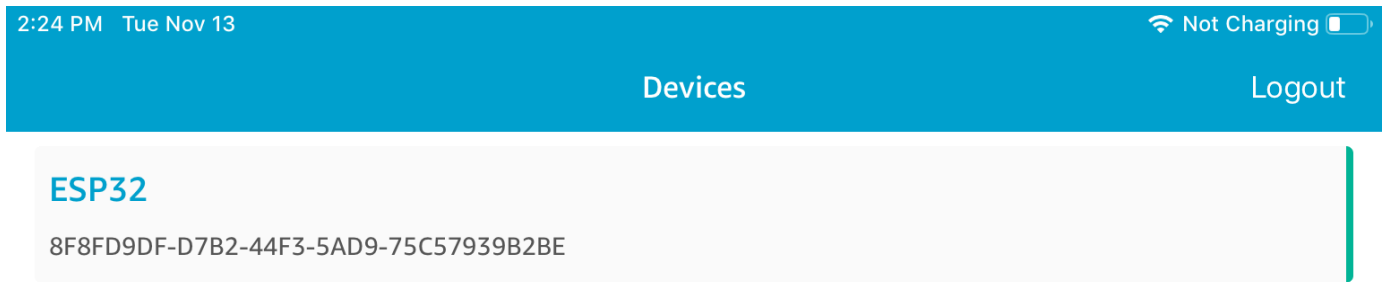 2:24 PM Tue Nov 13 Not Charging
Devices Logout
ESP32
8F8FD9DF-D7B2-44F3-5AD9-75C57939B2BE